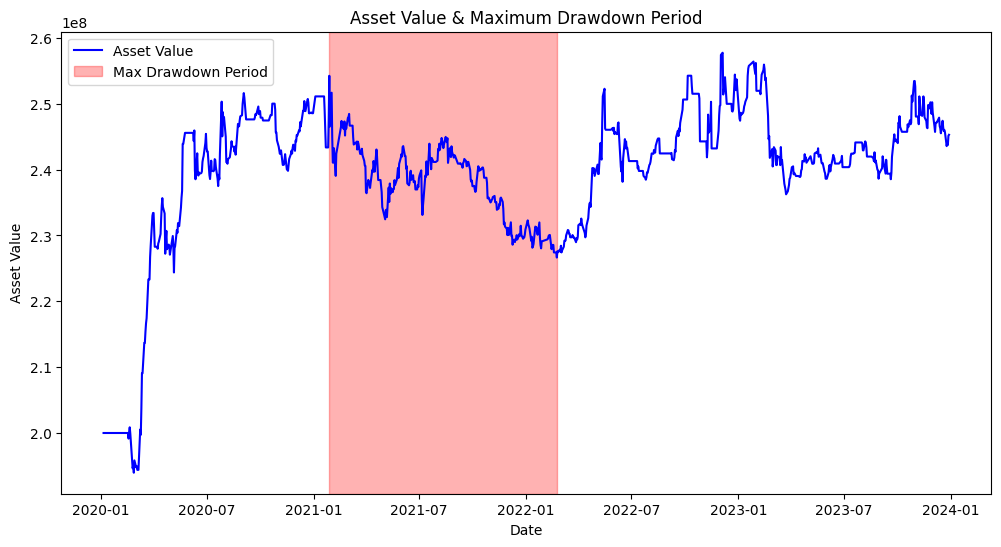 Asset Value & Maximum Drawdown Period
1e8
Asset Value
Max Drawdown Period
2.6
2.5
2.4
2.3
2.2
2.1
2.0
Asset Value
2020-01 2020-07 2021-01 2021-07 2022-01 2022-07 2023-01 2023-07 2024-01
Date